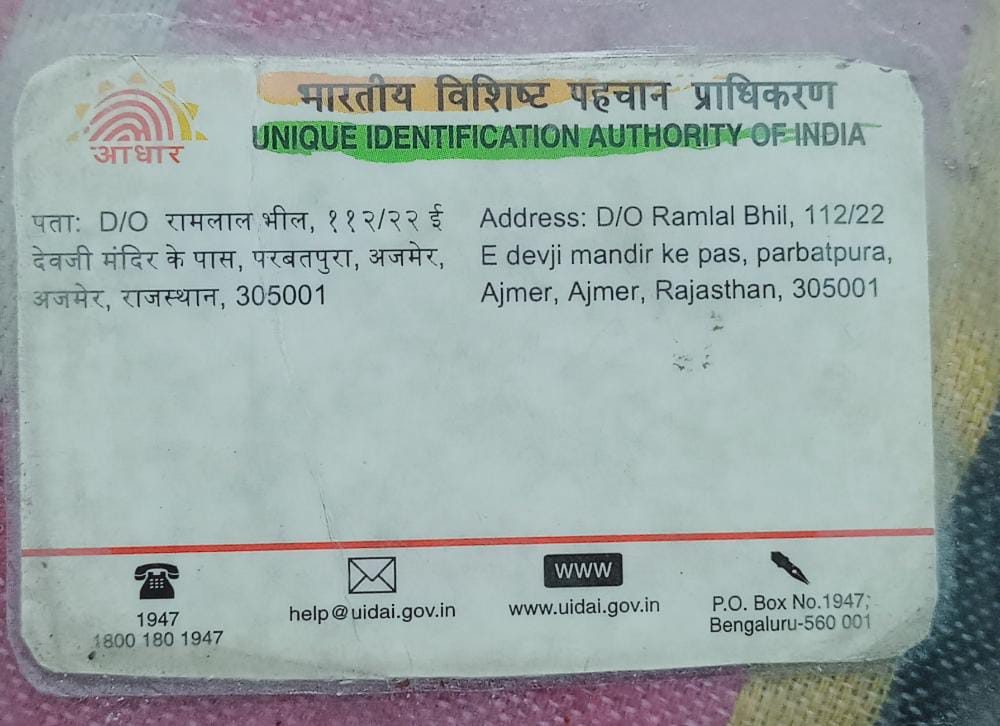 भारतीय विशिष्ट पहचान प्राधिकरण
UNIQUE IDENTIFICATION AUTHORITY OF INDIA
आधार
पता: D/O रामलाल भील, ११२/२२ ई
देवजी मंदिर के पास, परबतपुरा, अजमेर,
अजमेर, राजस्थान, 305001
Address: D/O Ramlal Bhil, 112/22
E devji mandir ke pas, parbatpura,
Ajmer, Ajmer, Rajasthan, 305001
1947
1800 180 1947
help@uidai.gov.in
www
www.uidai.gov.in
P.O. Box No.1947,
Bengaluru-560 001